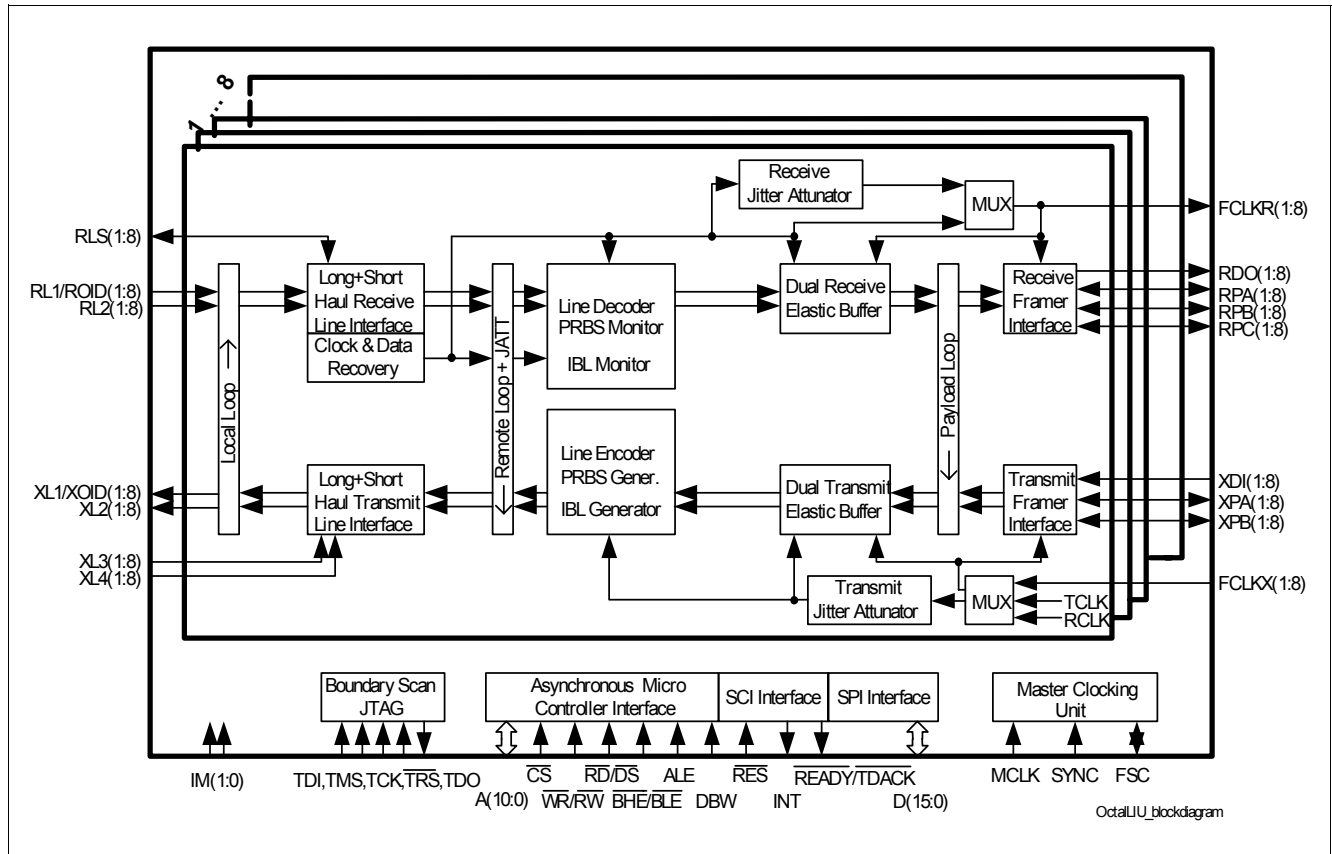 1 .... 8
Receive
Jitter Attunator
MUX
FCLKR(1:8)
RLS(1:8)
RL1/ROID(1:8)
RL2(1:8)
Local Loop
Long+Short
Haul Receive
Line Interface
Clock & Data
Recovery
Remote Loop + JATT
Line Decoder
PRBS Monitor
IBL Monitor
Dual Receive
Elastic Buffer
Payload Loop
Receive
Framer
Interface
RDO(1:8)
RPA(1:8)
RPB(1:8)
RPC(1:8)
XL1/XOID(1:8)
XL2(1:8)
XL3(1:8)
XL4(1:8)
Long+Short
Haul Transmit
Line Interface
Line Encoder
PRBS Gener.
IBL Generator
Dual Transmit
Elastic Buffer
Transmit
Framer
Interface
XDI(1:8)
XPA(1:8)
XPB(1:8)
Transmit
Jitter Attunator
MUX
FCLKX(1:8)
TCLK
RCLK
Boundary Scan
JTAG
Asynchronous Micro
Controller Interface
SCI Interface
SPI Interface
Master Clocking
Unit
IM(1:0)
TDI,TMS,TCK,TRS,TDO
A(10:0)
CS
WR/RW
RD/DS
BHE/BLE
ALE
DBW
RES
INT
READY/TDACK
D(15:0)
MCLK
SYNC
FSC
OctalLIU_blockdiagram